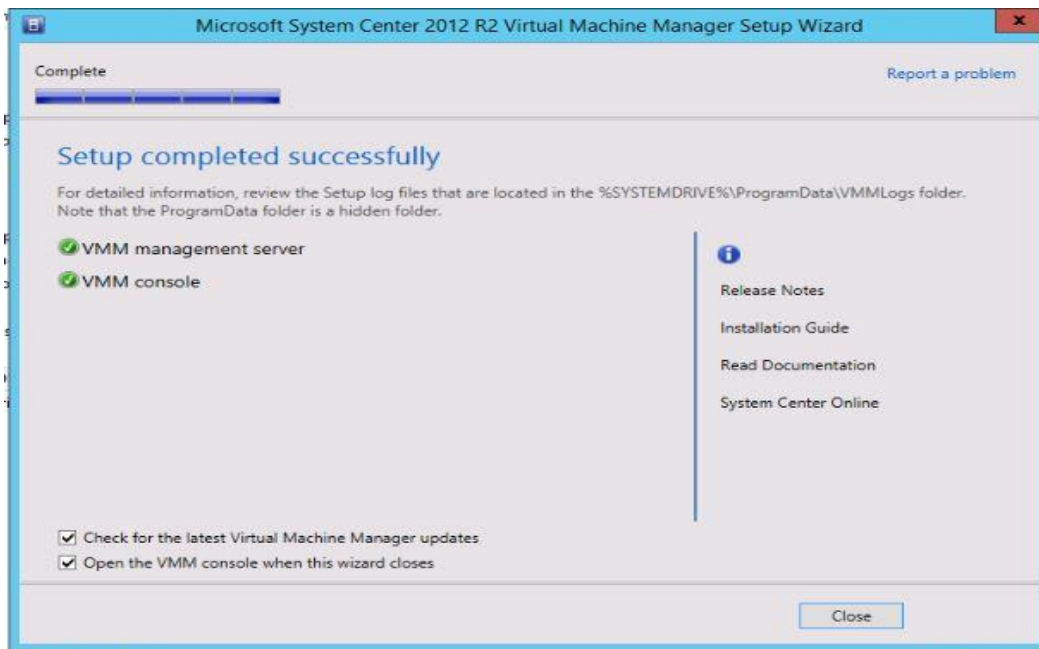 Microsoft System Center 2012 R2 Virtual Machine Manager Setup Wizard
x
Complete
Report a problem
Setup completed successfully
For detailed information, review the Setup log files that are located in the %SYSTEMDRIVE%\ProgramData\VMMLogs folder.
Note that the ProgramData folder is a hidden folder.
VMM management server
VMM console
Release Notes
Installation Guide
Read Documentation
System Center Online
Check for the latest Virtual Machine Manager updates
Open the VMM console when this wizard closes
Close